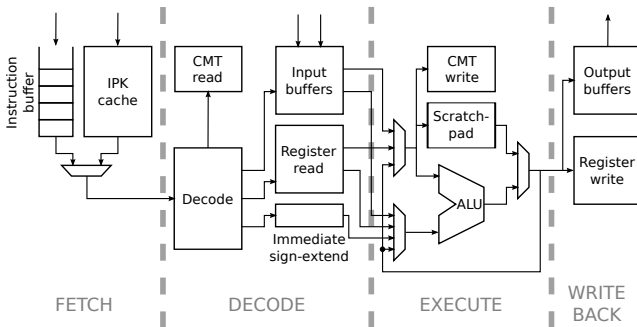 Instruction
buffer
IPK
cache
CMT
read
Input
buffers
Register
read
Decode
Immediate
sign-extend
CMT
write
Scratch-
pad
ALU
Output
buffers
Register
write
FETCH
DECODE
EXECUTE
WRITE
BACK